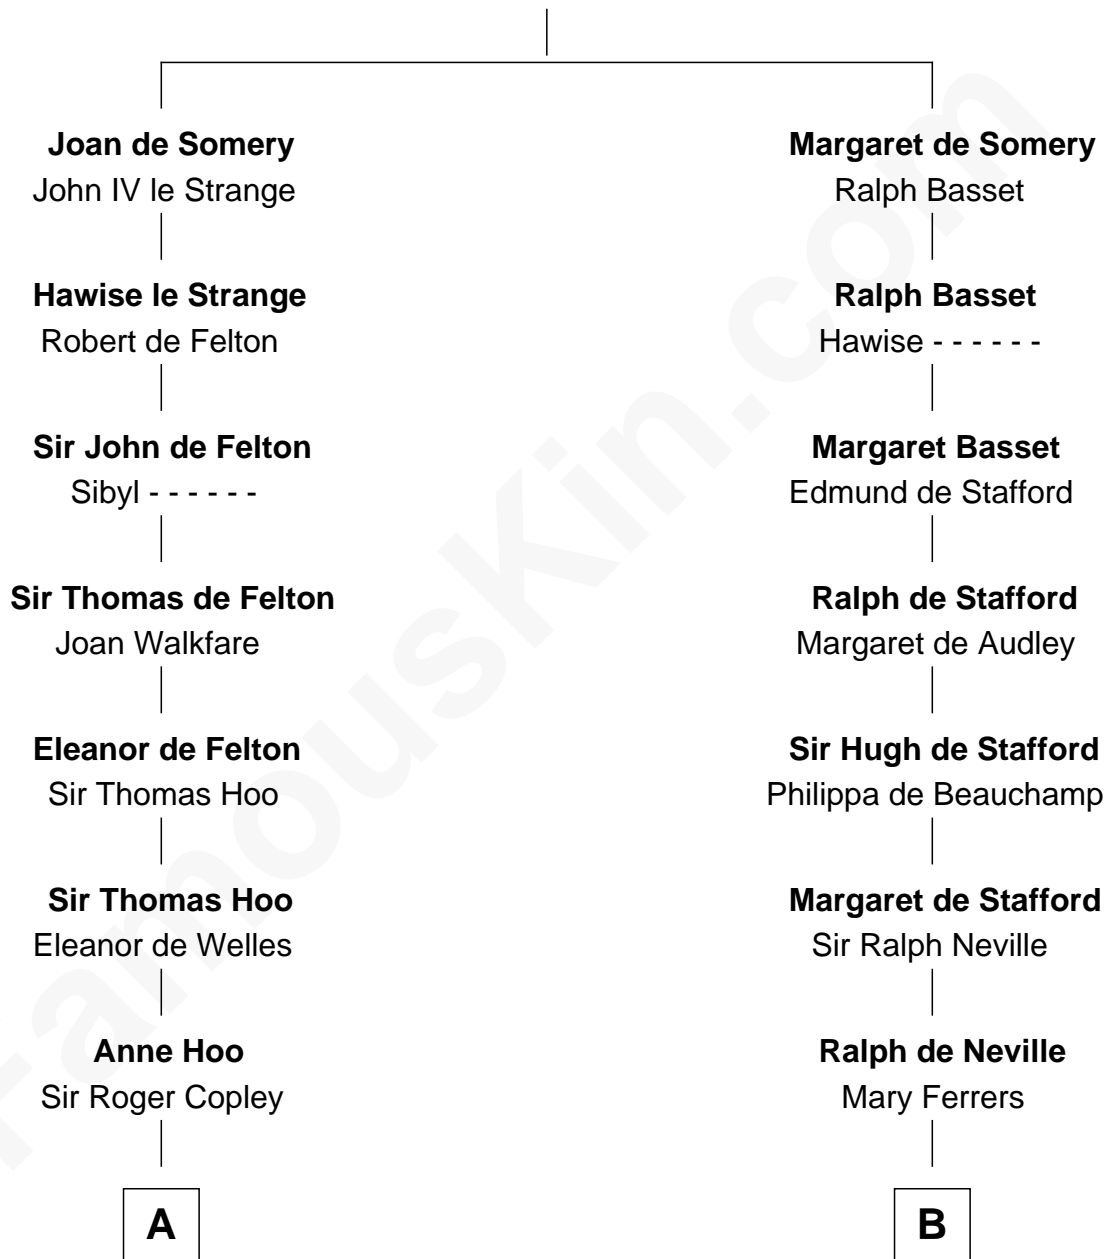 Joan de Somery
John IV le Strange
Hawise le Strange
Robert de Felton
Sir John de Felton
Sibyl - - - - - -
Sir Thomas de Felton
Joan Walkfare
Eleanor de Felton
Sir Thomas Hoo
Sir Thomas Hoo
Eleanor de Welles
Anne Hoo
Sir Roger Copley
A
Margaret de Somery
Ralph Basset
Ralph Basset
Hawise - - - - - -
Margaret Basset
Edmund de Stafford
Ralph de Stafford
Margaret de Audley
Sir Hugh de Stafford
Philippa de Beauchamp
Margaret de Stafford
Sir Ralph Neville
Ralph de Neville
Mary Ferrers
B
FamousKin.com